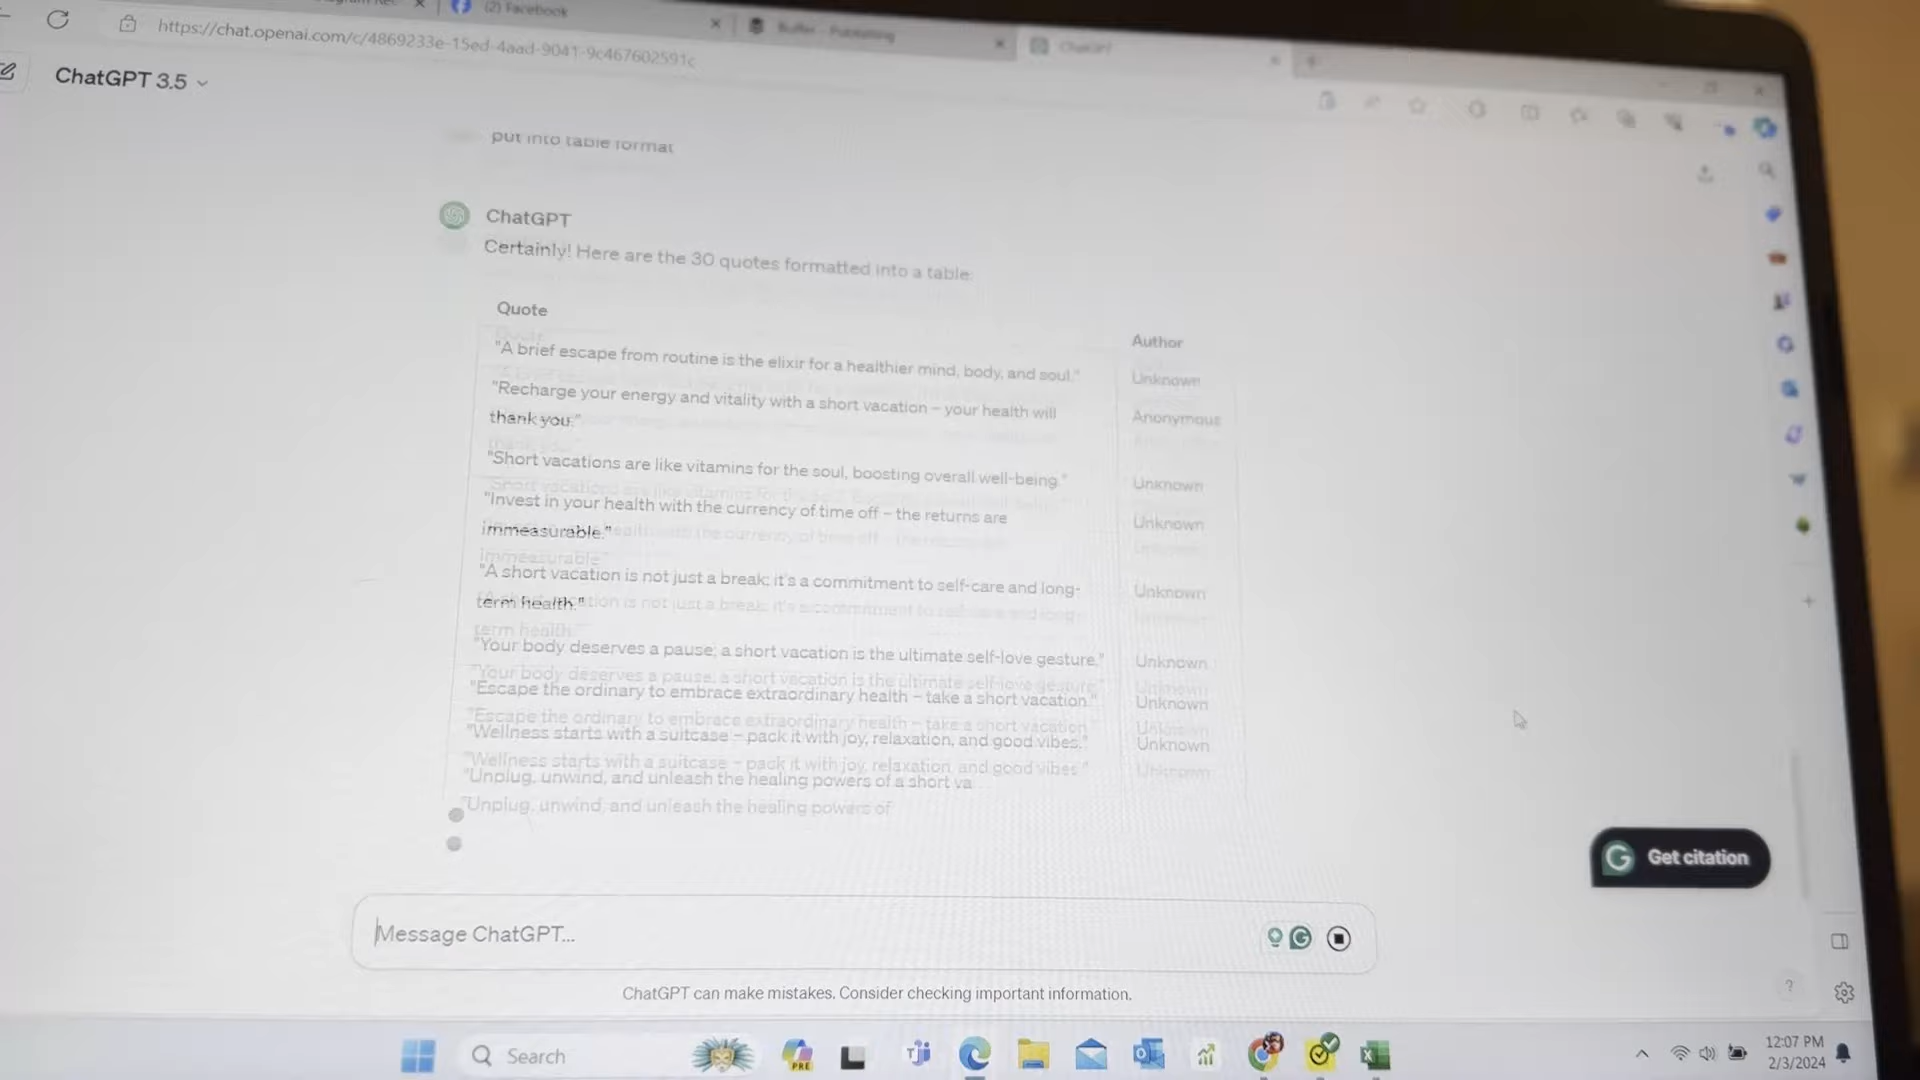 (2) Facebook
Buffer - Publishing
ChatGPT
https://chat.openai.com/c/4869233e-15ed-4aad-9041-9c467602591c
ChatGPT 3.5
put into table format
ChatGPT
Certainly! Here are the 30 quotes formatted into a table:
Quote
Author
"A brief escape from routine is the elixir for a healthier mind, body, and soul."
Unknown
"Recharge your energy and vitality with a short vacation – your health will
thank you."
Anonymous
"Short vacations are like vitamins for the soul, boosting overall well-being."
Unknown
"Invest in your health with the currency of time off – the returns are
immeasurable."
Unknown
"A short vacation is not just a break; it's a commitment to self-care and long-
term health."
Unknown
"Your body deserves a pause; a short vacation is the ultimate self-love gesture."
Unknown
"Escape the ordinary to embrace extraordinary health – take a short vacation."
Unknown
"Wellness starts with a suitcase – pack it with joy, relaxation, and good vibes."
Unknown
"Unplug, unwind, and unleash the healing powers of a short va
Get citation
Message ChatGPT...
ChatGPT can make mistakes. Consider checking important information.
?
Search
PRE
12:07 PM
2/3/2024